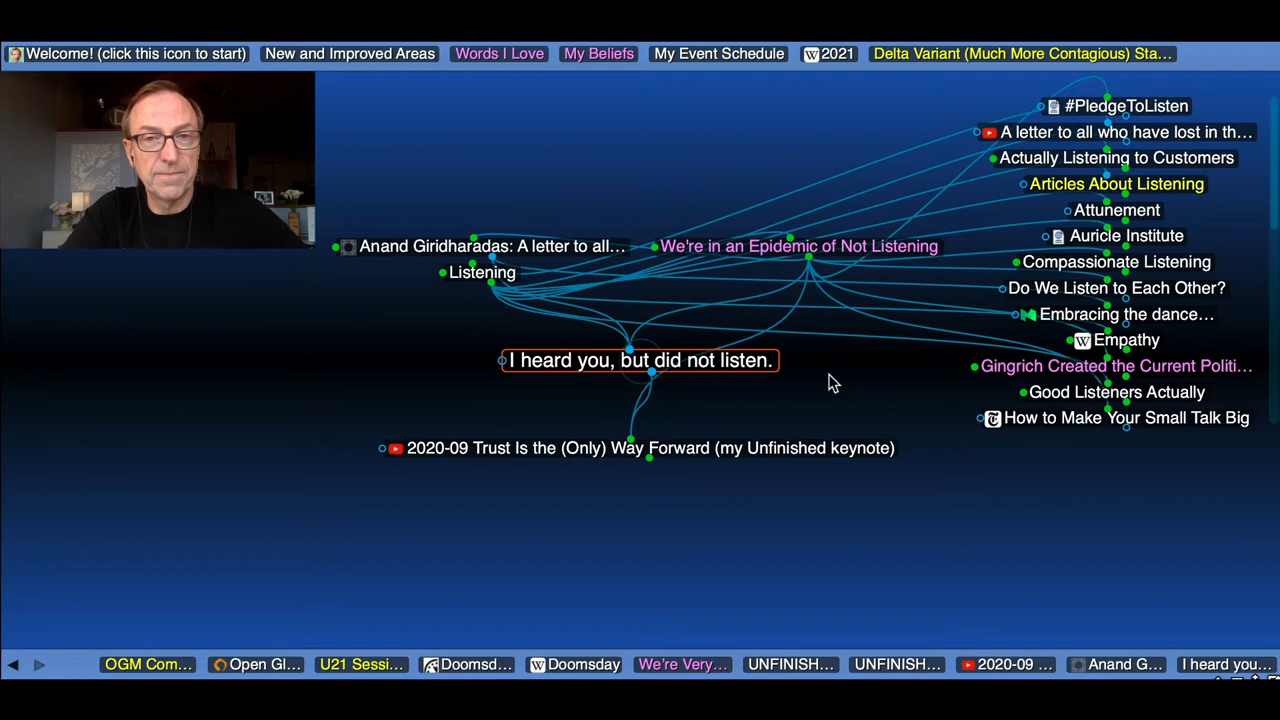 Welcome! (click this icon to start) New and Improved Areas Words I Love My Beliefs My Event Schedule W 2021 Delta Variant (Much More Contagious) Sta...
#PledgeToListen
A letter to all who have lost in th...
Actually Listening to Customers
Articles About Listening
Attunement
Auricle Institute
Anand Giridharadas: A letter to all... We're in an Epidemic of Not Listening
Compassionate Listening
Listening
Do We Listen to Each Other?
Embracing the dance...
W Empathy
I heard you, but did not listen.
Gingrich Created the Current Politi...
Good Listeners Actually
How to Make Your Small Talk Big
2020-09 Trust Is the (Only) Way Forward (my Unfinished keynote)
OGM Com... Open Gl... U21 Sessi... Doomsd... W Doomsday We're Very... UNFINISH... UNFINISH... 2020-09 ... Anand G... I heard you...